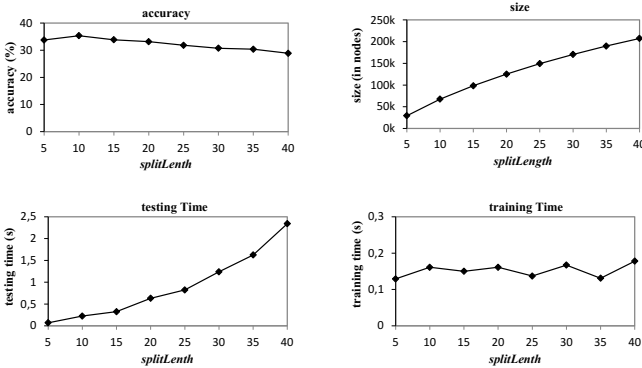 accuracy
40
30
20
10
0
accuracy (%)
5 10 15 20 25 30 35 40
splitLenth
size
250k
200k
150k
100k
50k
0k
size (in nodes)
5 10 15 20 25 30 35 40
splitLength
testing Time
2,5
2
1,5
1
0,5
0
testing time (s)
5 10 15 20 25 30 35 40
splitLenth
training Time
0,3
0,2
0,1
0
training time (s)
5 10 15 20 25 30 35 40
splitLenth